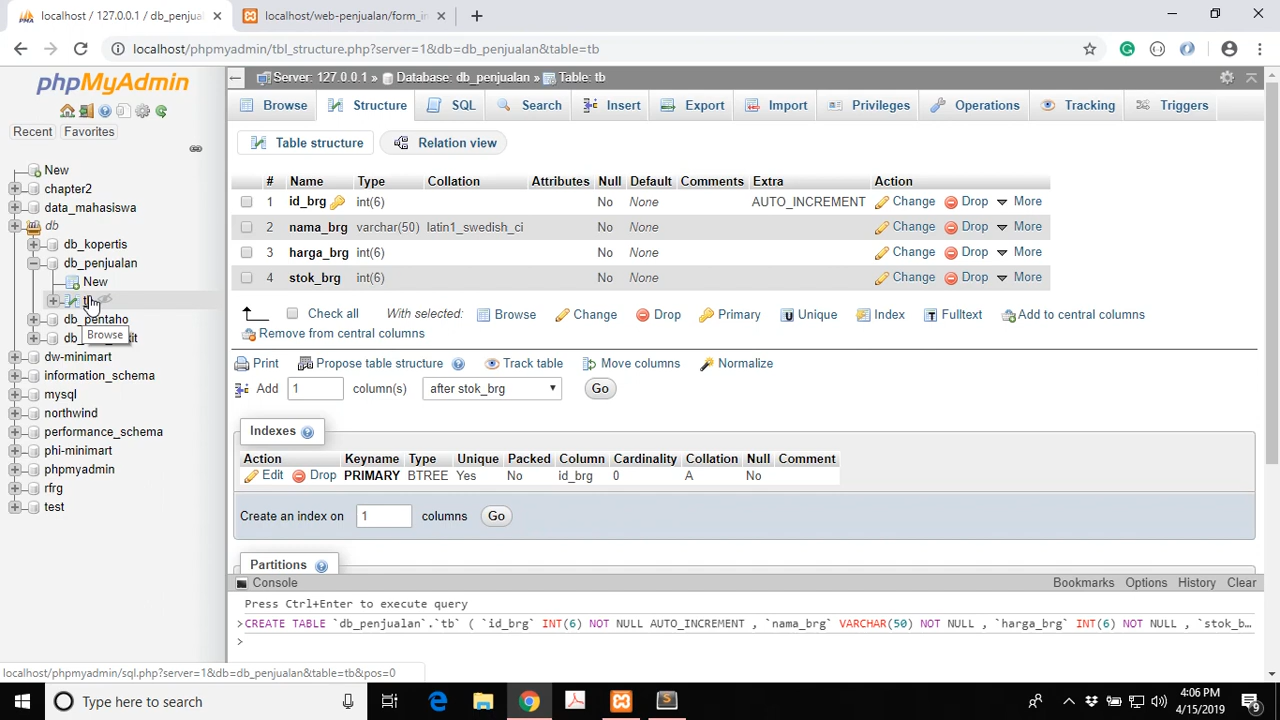 localhost / 127.0.0.1 / db_penjua
localhost/web-penjualan/form_in
localhost/phpmyadmin/tbl_structure.php?server=1&db=db_penjualan&table=tb
phpMyAdmin
Recent Favorites
New
chapter2
data_mahasiswa
db
db_kopertis
db_penjualan
New
db_pentaho
Browse
dw-minimart
information_schema
mysql
northwind
performance_schema
phi-minimart
phpmyadmin
rfrg
test
Server: 127.0.0.1 » Database: db_penjualan » Table: tb
Browse Structure SQL Search Insert Export Import Privileges Operations Tracking Triggers
Table structure Relation view
# Name Type Collation Attributes Null Default Comments Extra Action
1 id_brg int(6) No None AUTO_INCREMENT Change Drop More
2 nama_brg varchar(50) latin1_swedish_ci No None Change Drop More
3 harga_brg int(6) No None Change Drop More
4 stok_brg int(6) No None Change Drop More
Check all With selected: Browse Change Drop Primary Unique Index Fulltext Add to central columns
Remove from central columns
Print Propose table structure Track table Move columns Normalize
Add 1 column(s) after stok_brg Go
Indexes
Action Keyname Type Unique Packed Column Cardinality Collation Null Comment
Edit Drop PRIMARY BTREE Yes No id_brg 0 A No
Create an index on 1 columns Go
Partitions
Console Bookmarks Options History Clear
Press Ctrl+Enter to execute query
>CREATE TABLE `db_penjualan`.`tb` ( `id_brg` INT(6) NOT NULL AUTO_INCREMENT , `nama_brg` VARCHAR(50) NOT NULL , `harga_brg` INT(6) NOT NULL , `stok_b…
>
localhost/phpmyadmin/sql.php?server=1&db=db_penjualan&table=tb&pos=0
Type here to search
4:06 PM
4/15/2019
9